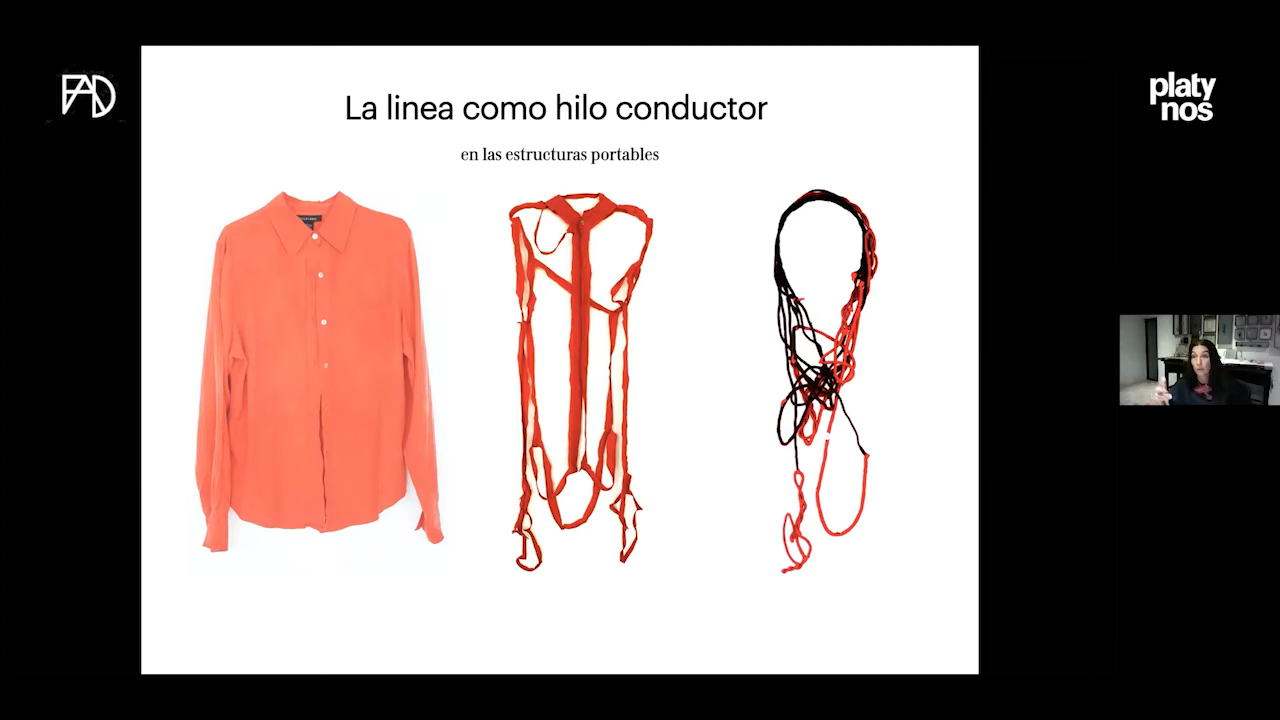 FAD
La linea como hilo conductor
en las estructuras portables
platy
nos